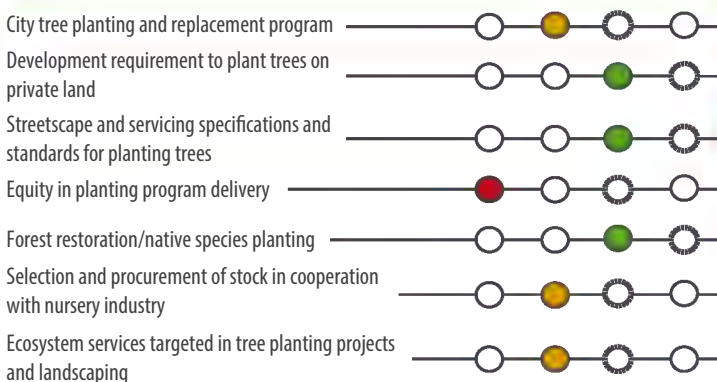 City tree planting and replacement program
Development requirement to plant trees on
private land
Streetscape and servicing specifications and
standards for planting trees
Equity in planting program delivery
Forest restoration/native species planting
Selection and procurement of stock in cooperation
with nursery industry
Ecosystem services targeted in tree planting projects
and landscaping